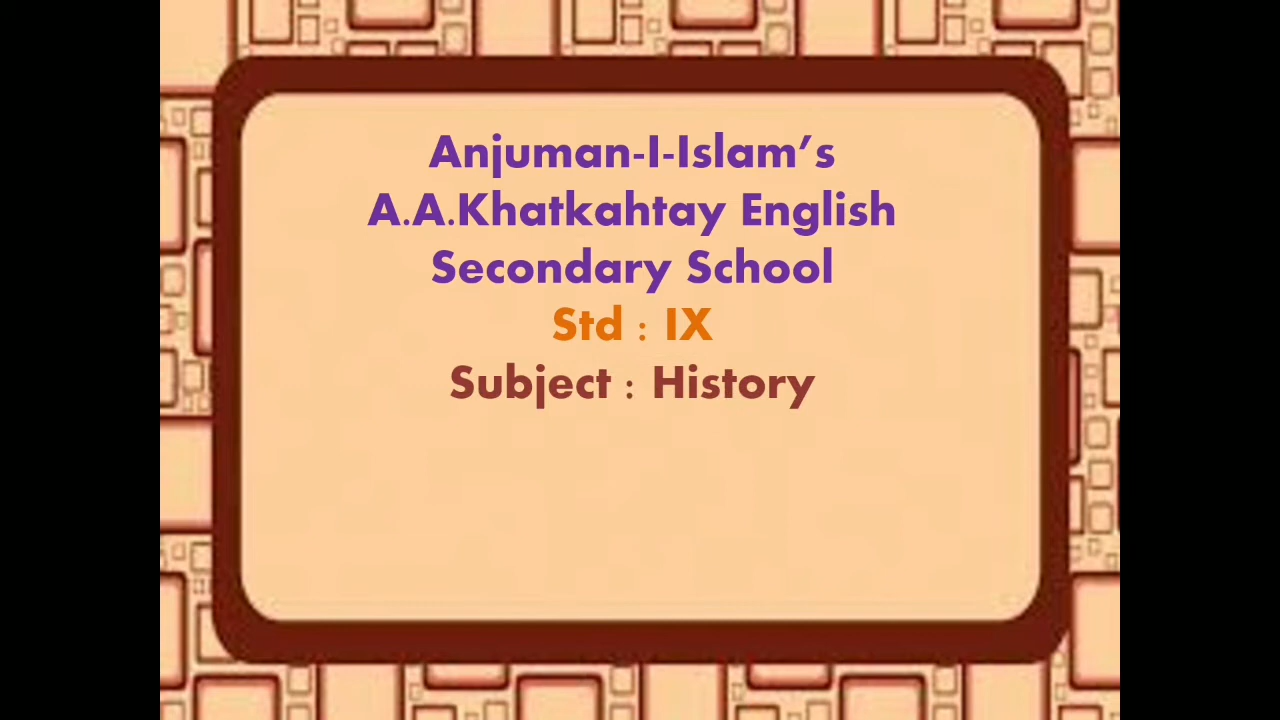 Anjuman-I-Islam’s
A.A.Khatkahtay English
Secondary School
Std : IX
Subject : History